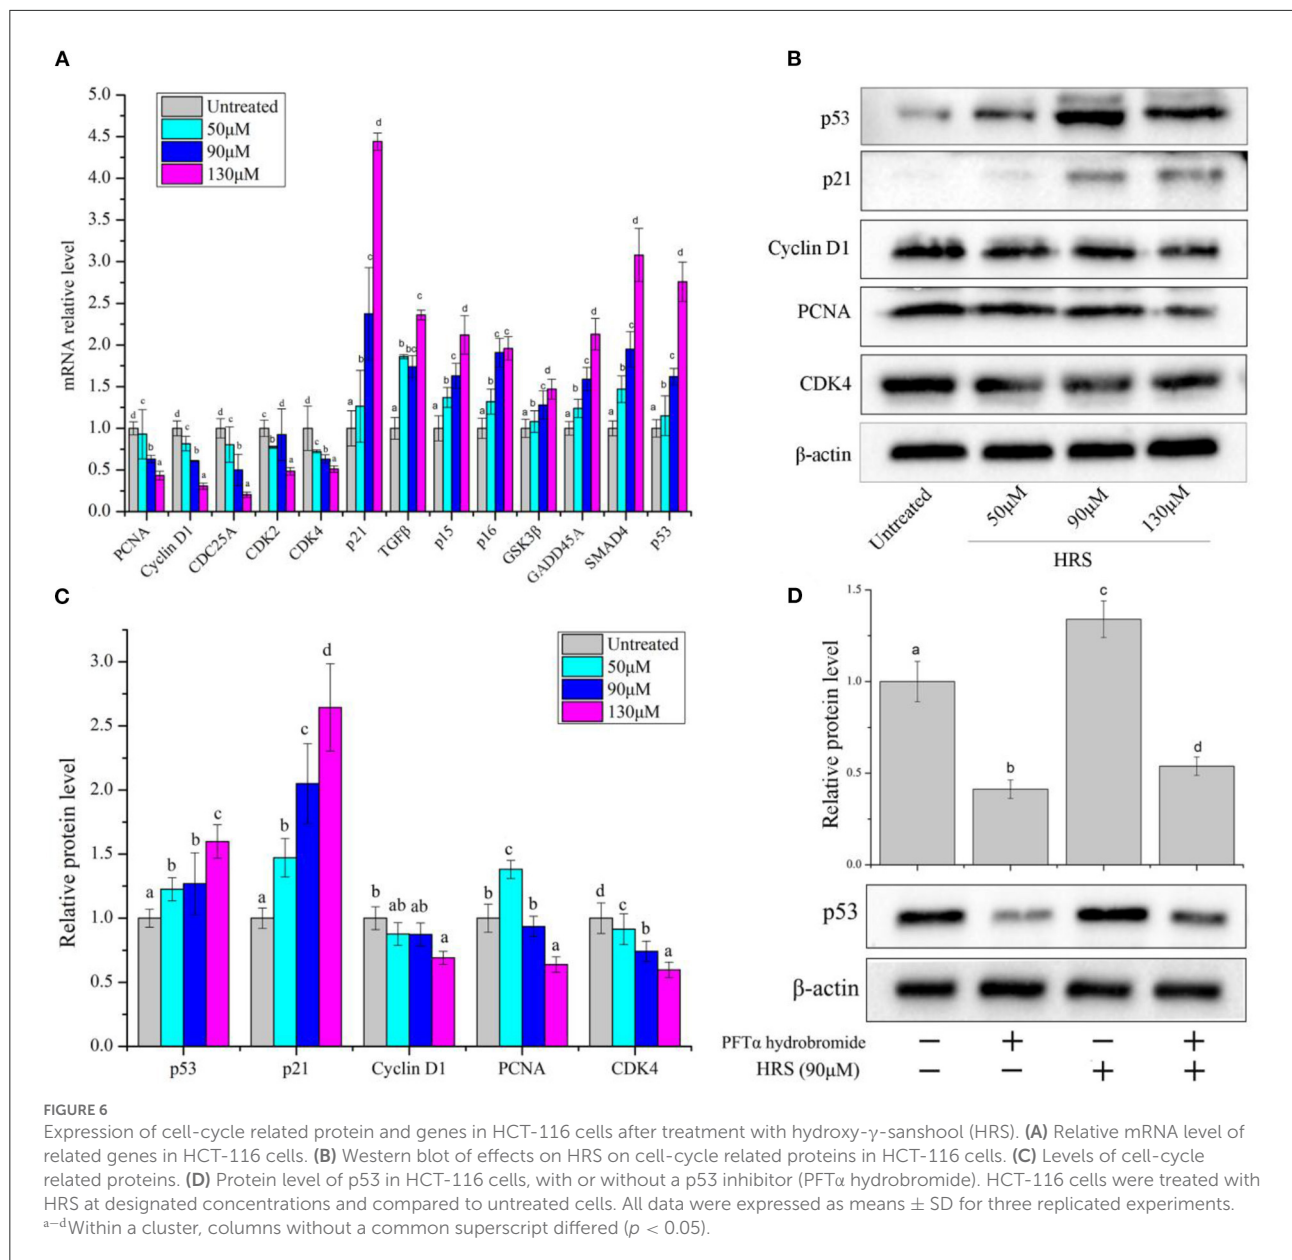 A
mRNA relative level
5.0
4.5
4.0
3.5
3.0
2.5
2.0
1.5
1.0
0.5
0.0
Untreated
50μM
90μM
130μM
d c b a
d c b a
d c b a
c a d a
d c b a
a b c d
a b bc c
a b c d
a b c c
a b c d
a b c d
a b c d
a b c d
PCNA
Cyclin D1
CDC25A
CDK2
CDK4
p21
TGFβ
p15
p16
GSK3β
GADD45A
SMAD4
p53
B
p53
p21
Cyclin D1
PCNA
CDK4
β-actin
Untreated
50μM
90μM
130μM
HRS
C
Relative protein level
3.0
2.5
2.0
1.5
1.0
0.5
0.0
Untreated
50μM
90μM
130μM
a b b c
a b c d
b ab ab a
b c b a
d c b a
p53
p21
Cyclin D1
PCNA
CDK4
D
Relative protein level
1.5
1.0
0.5
0.0
a b c d
p53
β-actin
PFTα hydrobromide − + − +
HRS (90μM) − − + +
FIGURE 6
Expression of cell-cycle related protein and genes in HCT-116 cells after treatment with hydroxy-γ-sanshool (HRS). (A) Relative mRNA level of
related genes in HCT-116 cells. (B) Western blot of effects on HRS on cell-cycle related proteins in HCT-116 cells. (C) Levels of cell-cycle
related proteins. (D) Protein level of p53 in HCT-116 cells, with or without a p53 inhibitor (PFTα hydrobromide). HCT-116 cells were treated with
HRS at designated concentrations and compared to untreated cells. All data were expressed as means ± SD for three replicated experiments.
a−dWithin a cluster, columns without a common superscript differed (p < 0.05).